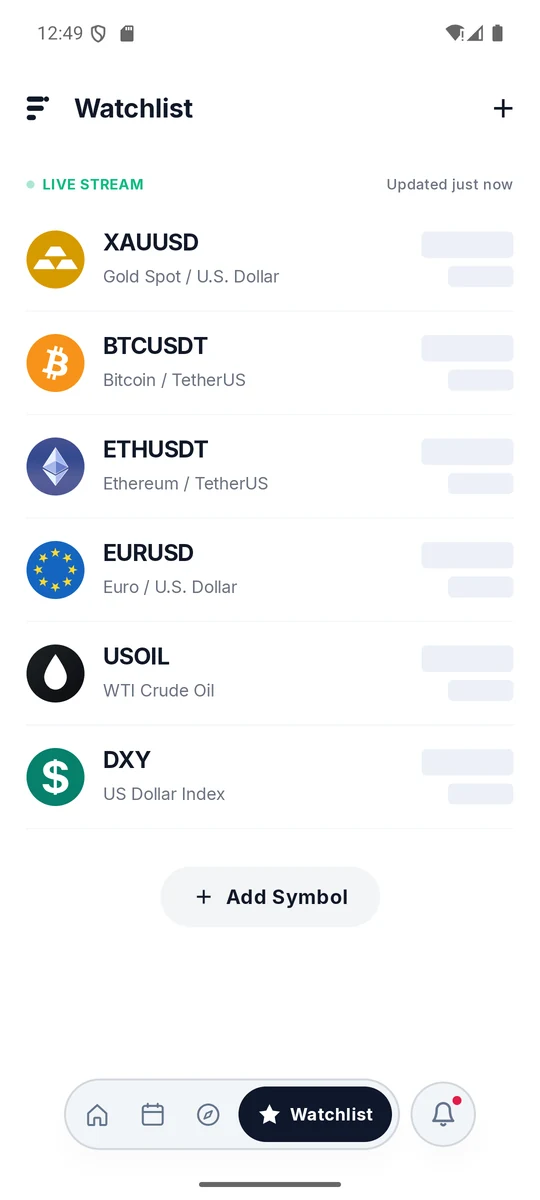 12:49
Watchlist
LIVE STREAM
Updated just now
XAUUSD
Gold Spot / U.S. Dollar
BTCUSDT
Bitcoin / TetherUS
ETHUSDT
Ethereum / TetherUS
EURUSD
Euro / U.S. Dollar
USOIL
WTI Crude Oil
DXY
US Dollar Index
+ Add Symbol
Watchlist